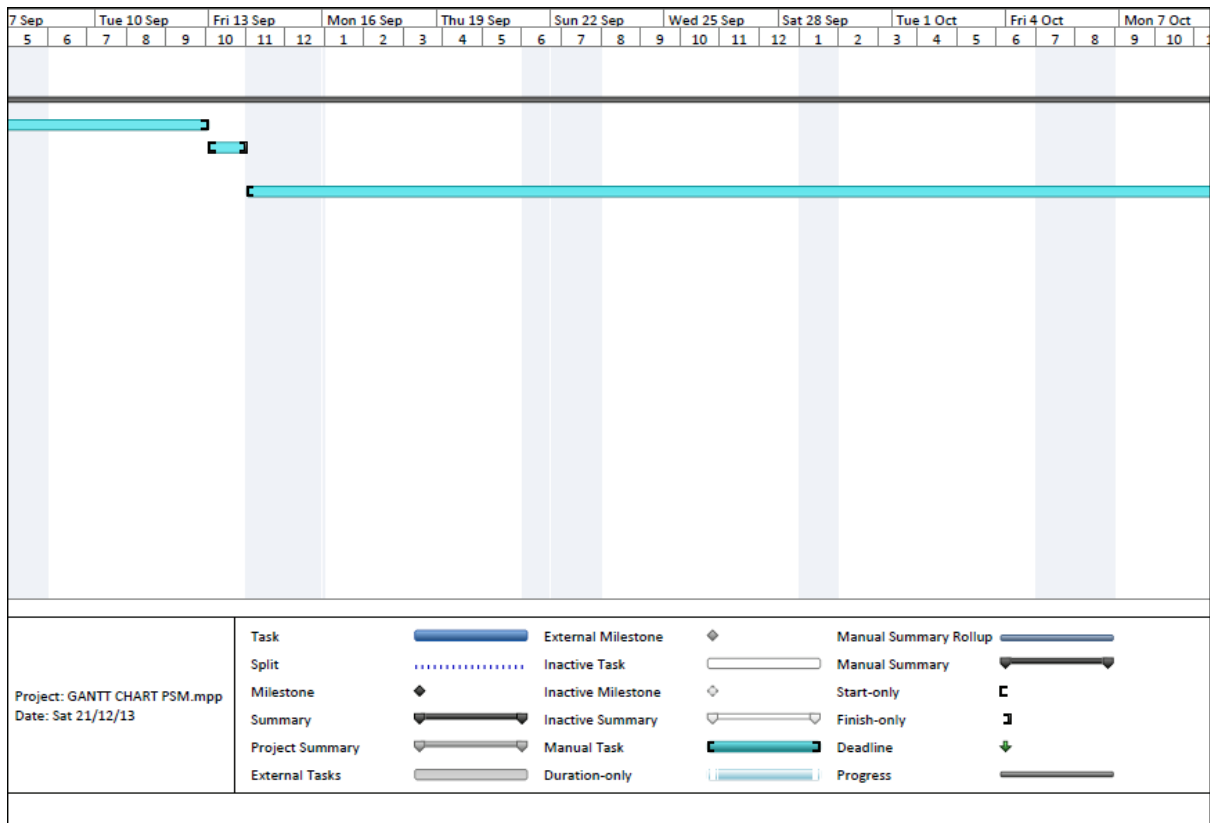 7 Sep Tue 10 Sep Fri 13 Sep Mon 16 Sep Thu 19 Sep Sun 22 Sep Wed 25 Sep Sat 28 Sep Tue 1 Oct Fri 4 Oct Mon 7 Oct
5 6 7 8 9 10 11 12 1 2 3 4 5 6 7 8 9 10 11 12 1 2 3 4 5 6 7 8 9 10
Project: GANTT CHART PSM.mpp
Date: Sat 21/12/13
Task
Split
Milestone
Summary
Project Summary
External Tasks
External Milestone
Inactive Task
Inactive Milestone
Inactive Summary
Manual Task
Duration-only
Manual Summary Rollup
Manual Summary
Start-only
Finish-only
Deadline
Progress